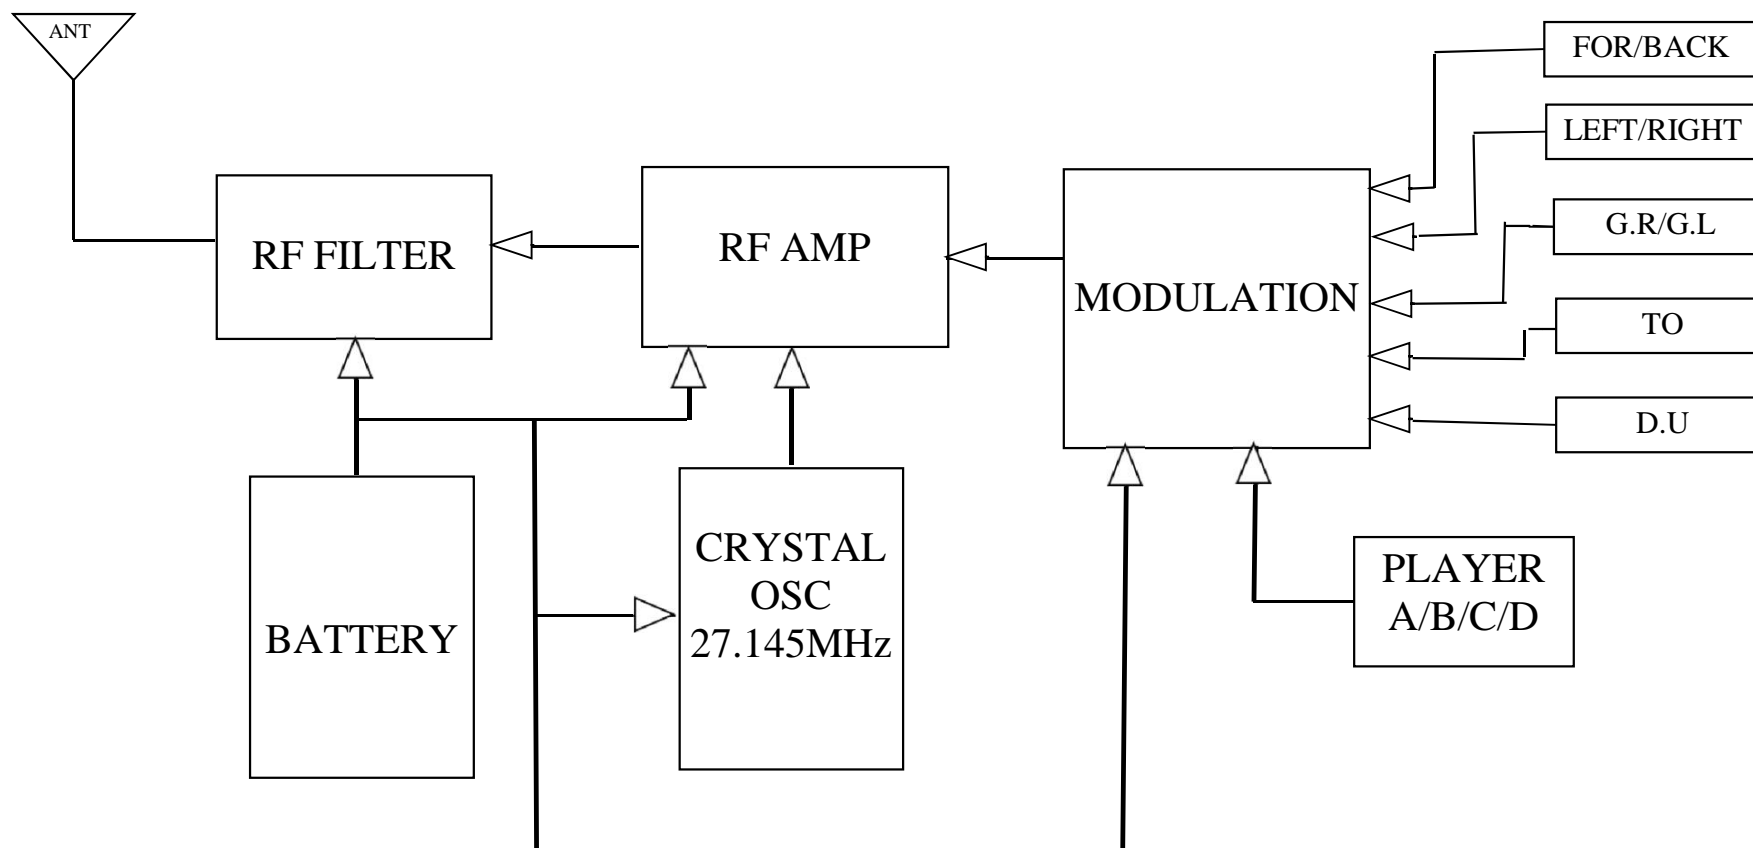 ANT
FOR/BACK
LEFT/RIGHT
G.R/G.L
TO
D.U
RF FILTER
RF AMP
MODULATION
BATTERY
CRYSTAL
OSC
27.145MHz
PLAYER
A/B/C/D